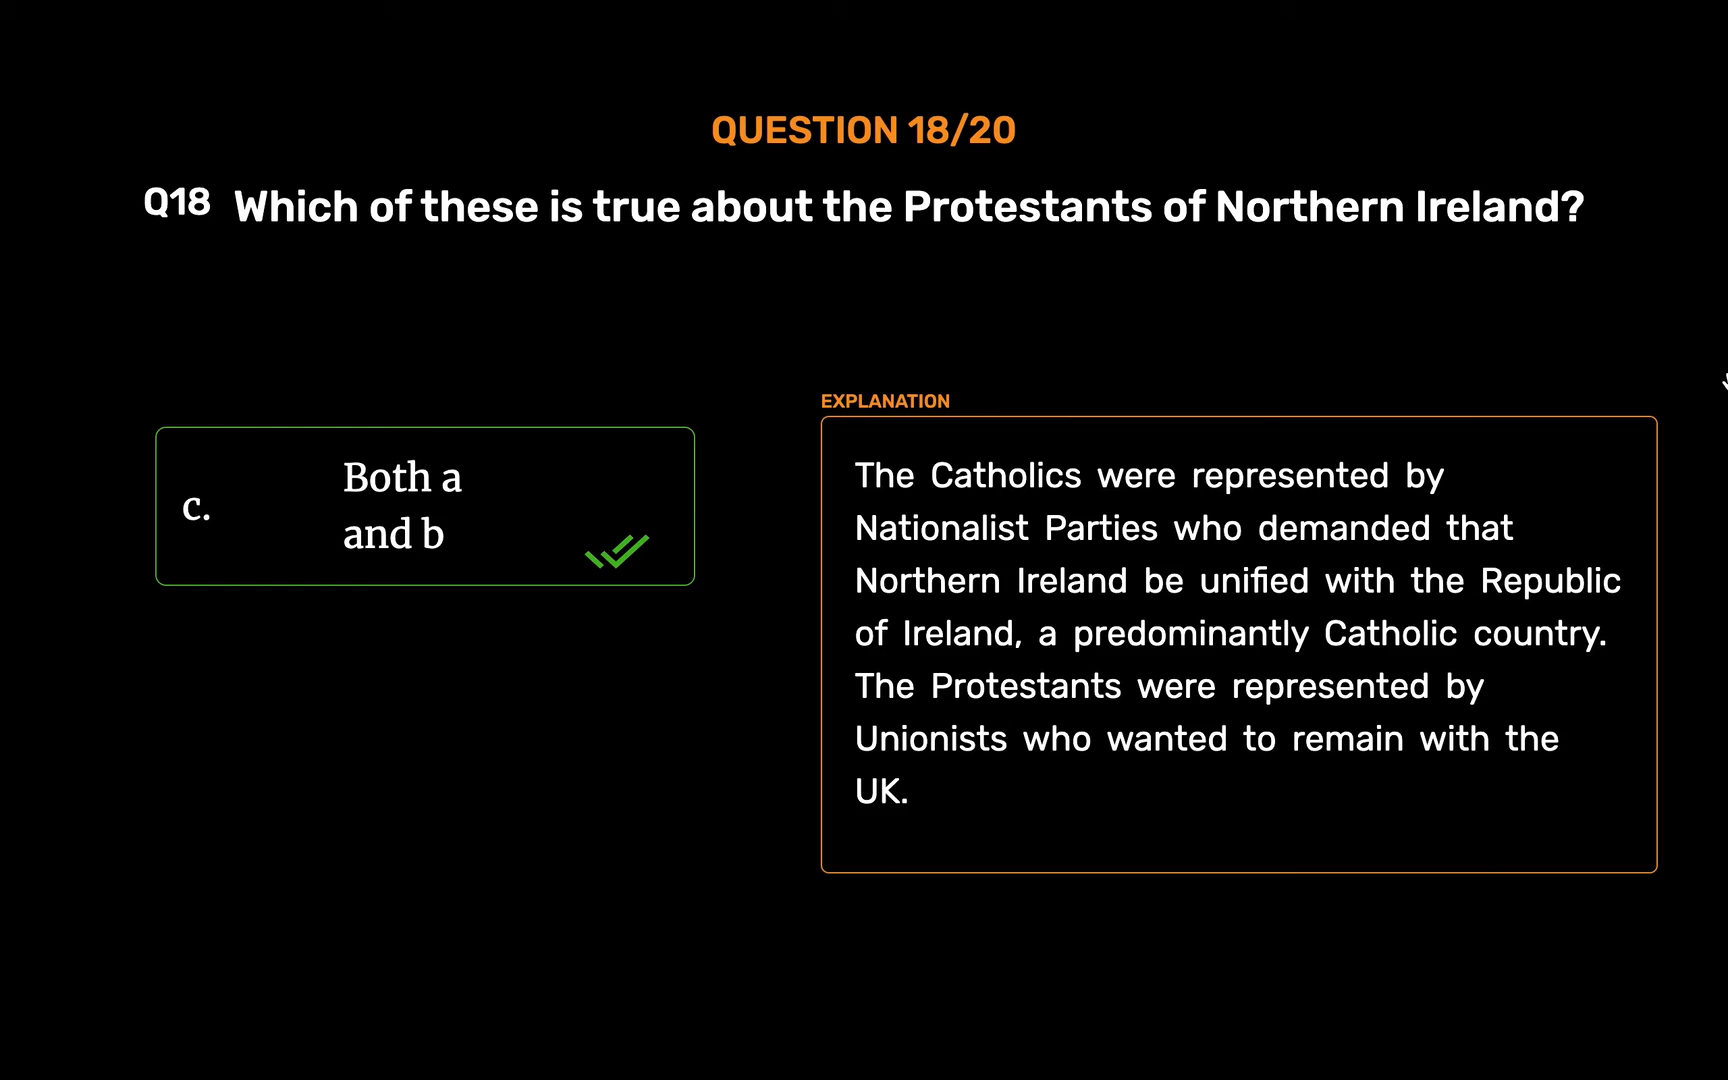 QUESTION 18/20
Q18 Which of these is true about the Protestants of Northern Ireland?
c.
Both a
and b
EXPLANATION
The Catholics were represented by
Nationalist Parties who demanded that
Northern Ireland be unified with the Republic
of Ireland, a predominantly Catholic country.
The Protestants were represented by
Unionists who wanted to remain with the
UK.